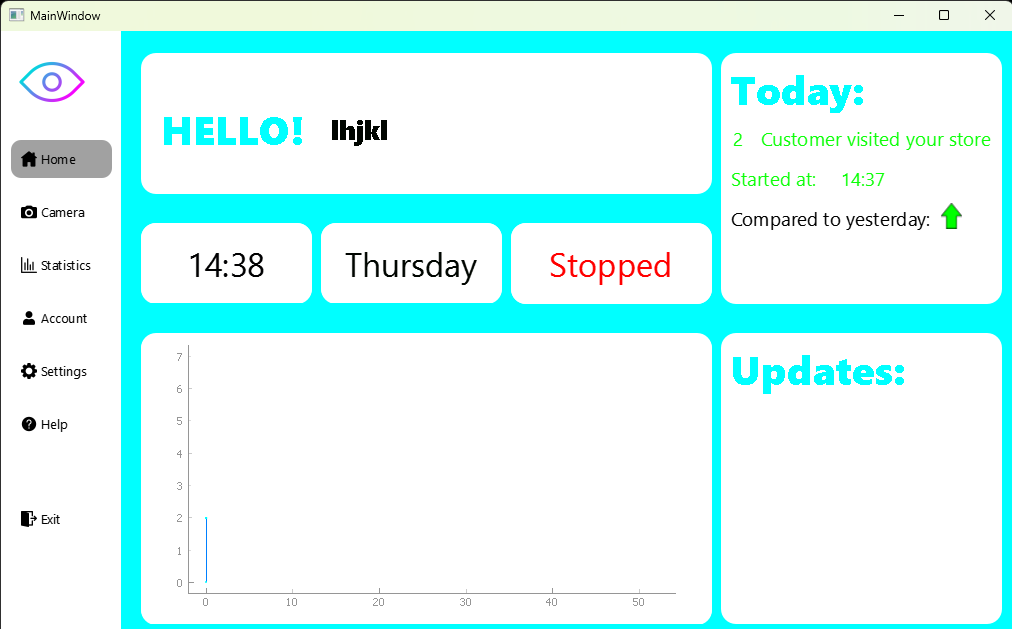 MainWindow
Home
Camera
Statistics
Account
Settings
Help
Exit
HELLO! lhjkl
14:38
Thursday
Stopped
7
6
5
4
3
2
1
0
0 10 20 30 40 50
Today:
2 Customer visited your store
Started at: 14:37
Compared to yesterday:
Updates: